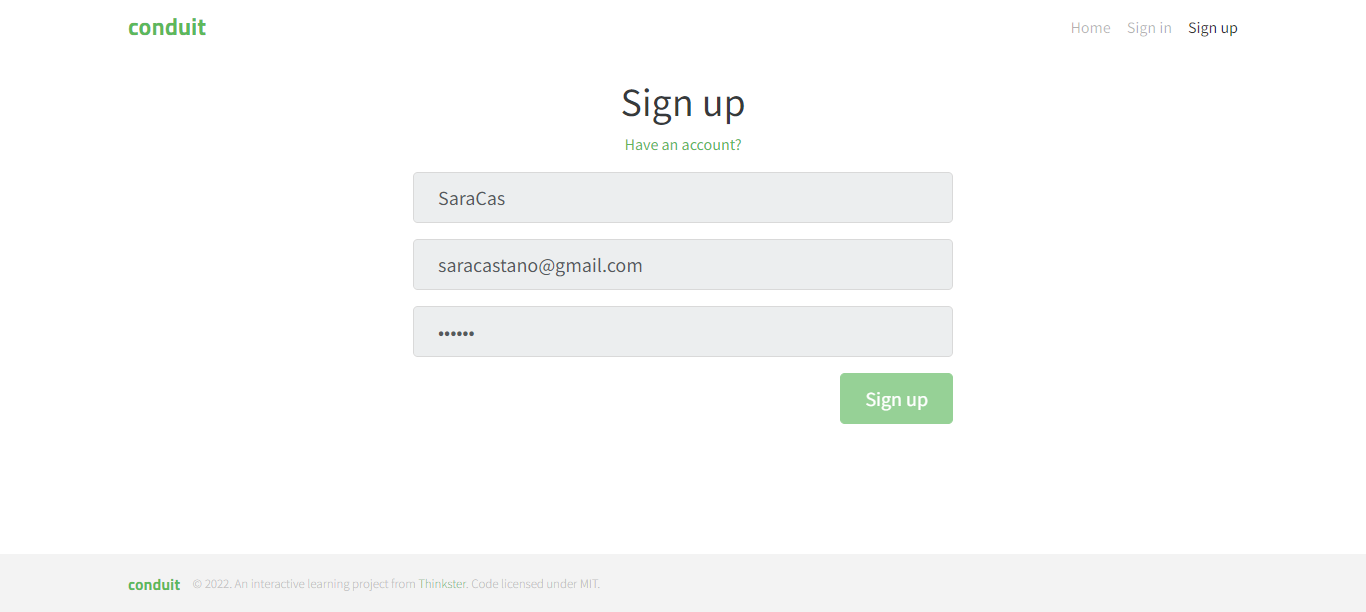 conduit
Home Sign in Sign up
Sign up
Have an account?
SaraCas
saracastano@gmail.com
••••••
Sign up
conduit © 2022. An interactive learning project from Thinkster. Code licensed under MIT.